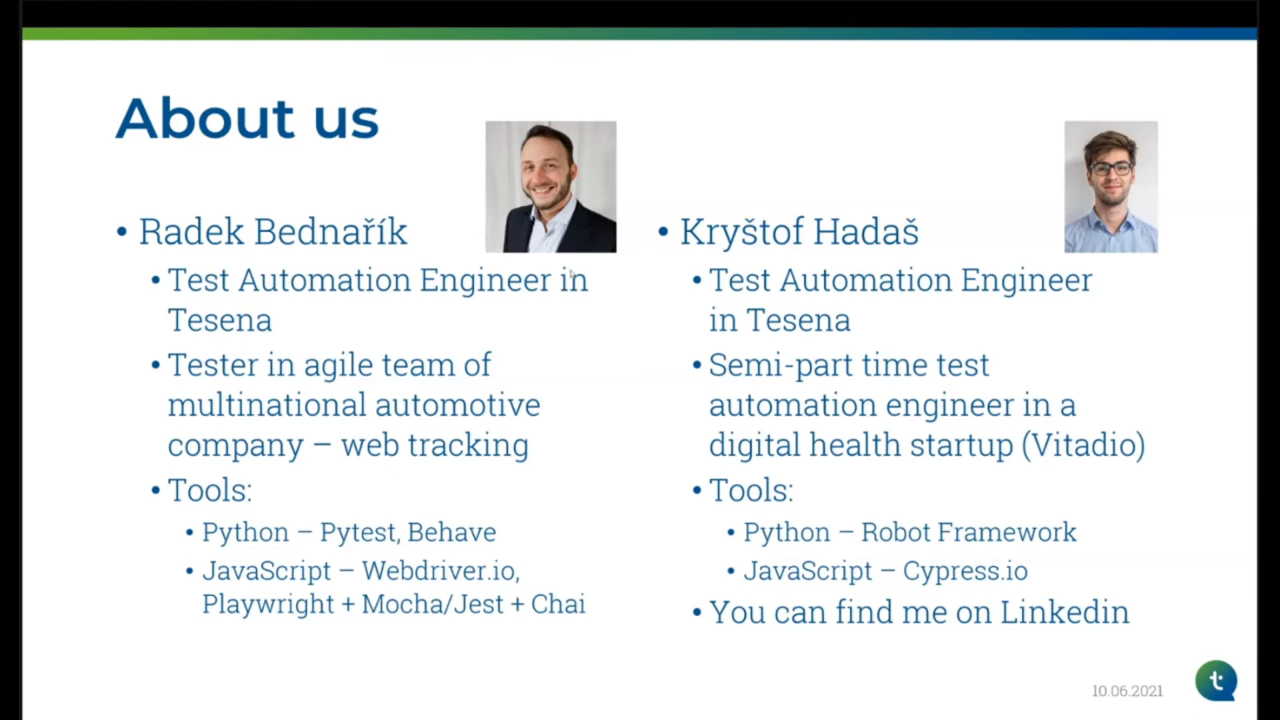 About us
• Radek Bednařík
• Test Automation Engineer in
Tesena
• Tester in agile team of
multinational automotive
company – web tracking
• Tools:
• Python – Pytest, Behave
• JavaScript – Webdriver.io,
Playwright + Mocha/Jest + Chai
• Kryštof Hadaš
• Test Automation Engineer
in Tesena
• Semi-part time test
automation engineer in a
digital health startup (Vitadio)
• Tools:
• Python – Robot Framework
• JavaScript – Cypress.io
• You can find me on Linkedin
10.06.2021
t